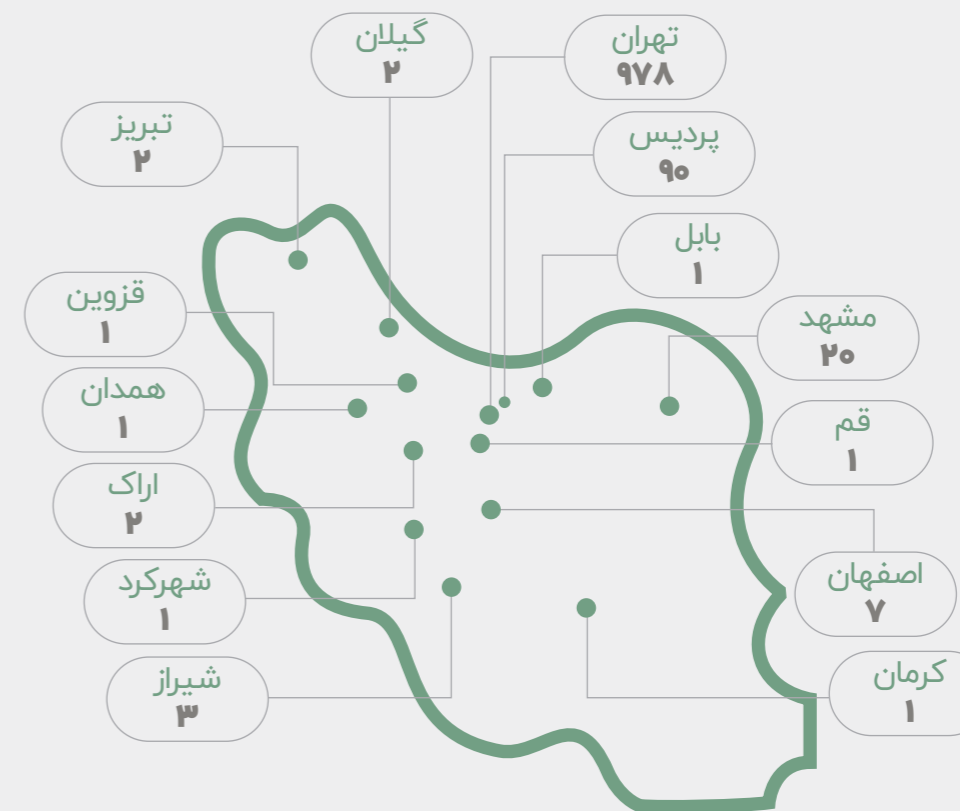 گیلان
۲
تهران
۹۷۸
تبریز
۲
پردیس
۹۰
بابل
۱
قزوین
۱
مشهد
۲۰
همدان
۱
قم
۱
اراک
۲
شهرکرد
۱
اصفهان
۷
شیراز
۳
کرمان
۱